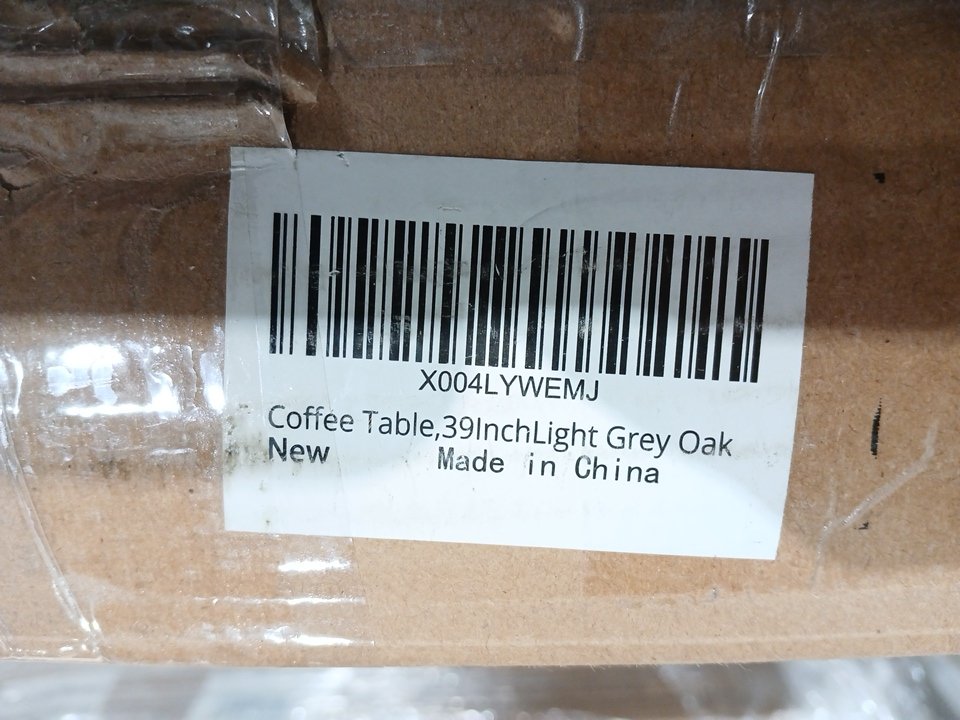 X004LYWEMJ
Coffee Table,39InchLight Grey Oak
New Made in China